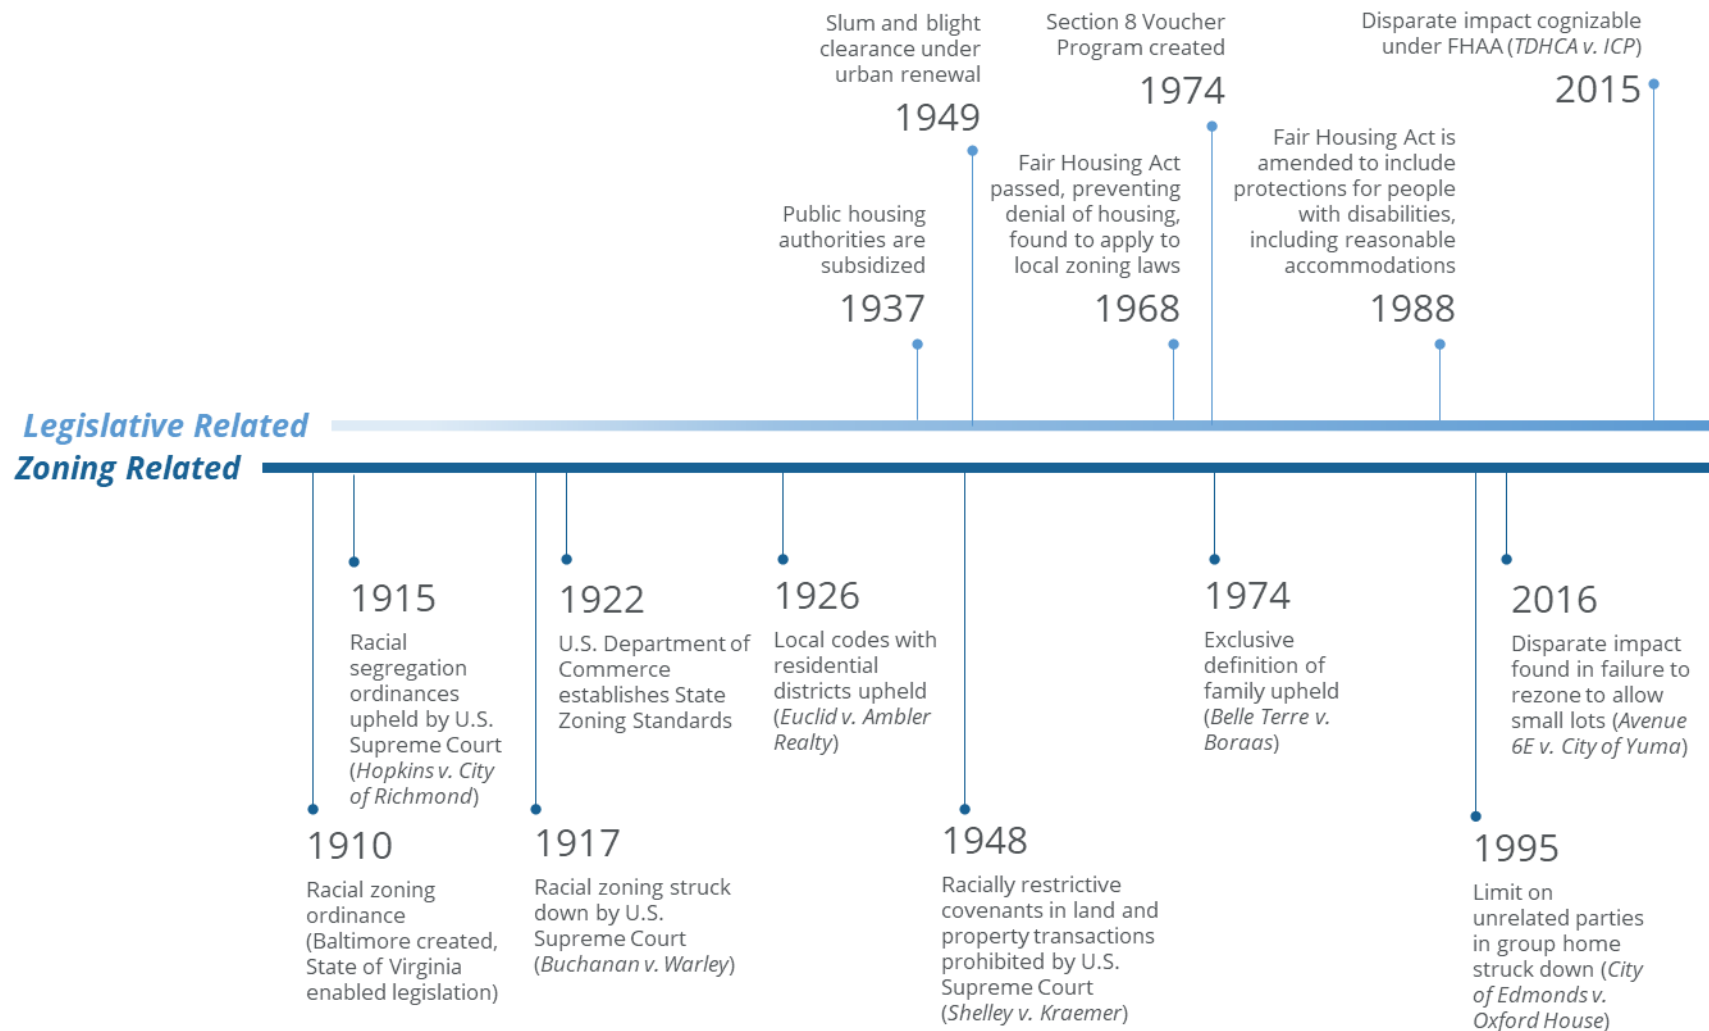 Slum and blight
clearance under
urban renewal
1949
Section 8 Voucher
Program created
1974
Disparate impact cognizable
under FHAA (TDHCA v. ICP)
2015
Public housing
authorities are
subsidized
1937
Fair Housing Act
passed, preventing
denial of housing,
found to apply to
local zoning laws
1968
Fair Housing Act is
amended to include
protections for people
with disabilities,
including reasonable
accommodations
1988
Legislative Related
Zoning Related
1915
Racial
segregation
ordinances
upheld by U.S.
Supreme Court
(Hopkins v. City
of Richmond)
1922
U.S. Department of
Commerce
establishes State
Zoning Standards
1926
Local codes with
residential
districts upheld
(Euclid v. Ambler
Realty)
1974
Exclusive
definition of
family upheld
(Belle Terre v.
Boraas)
2016
Disparate impact
found in failure to
rezone to allow
small lots (Avenue
6E v. City of Yuma)
1910
Racial zoning
ordinance
(Baltimore created,
State of Virginia
enabled legislation)
1917
Racial zoning struck
down by U.S.
Supreme Court
(Buchanan v. Warley)
1948
Racially restrictive
covenants in land and
property transactions
prohibited by U.S.
Supreme Court
(Shelley v. Kraemer)
1995
Limit on
unrelated parties
in group home
struck down (City
of Edmonds v.
Oxford House)